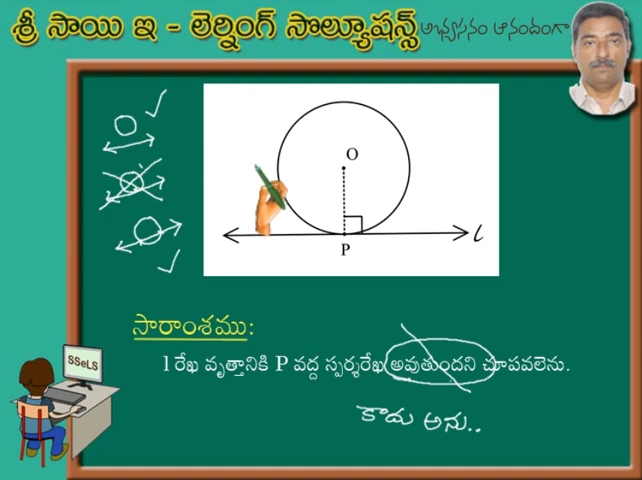 శ్రీ సాయి ఇ - లెర్నింగ్ సొల్యూషన్స్ అభ్యసనం ఆనందంగా
O
P
l
SSeLS
సారాంశము:
l రేఖ వృత్తానికి P వద్ద స్పర్శరేఖ అవుతుందని చూపవలెను.
కాదు అను..